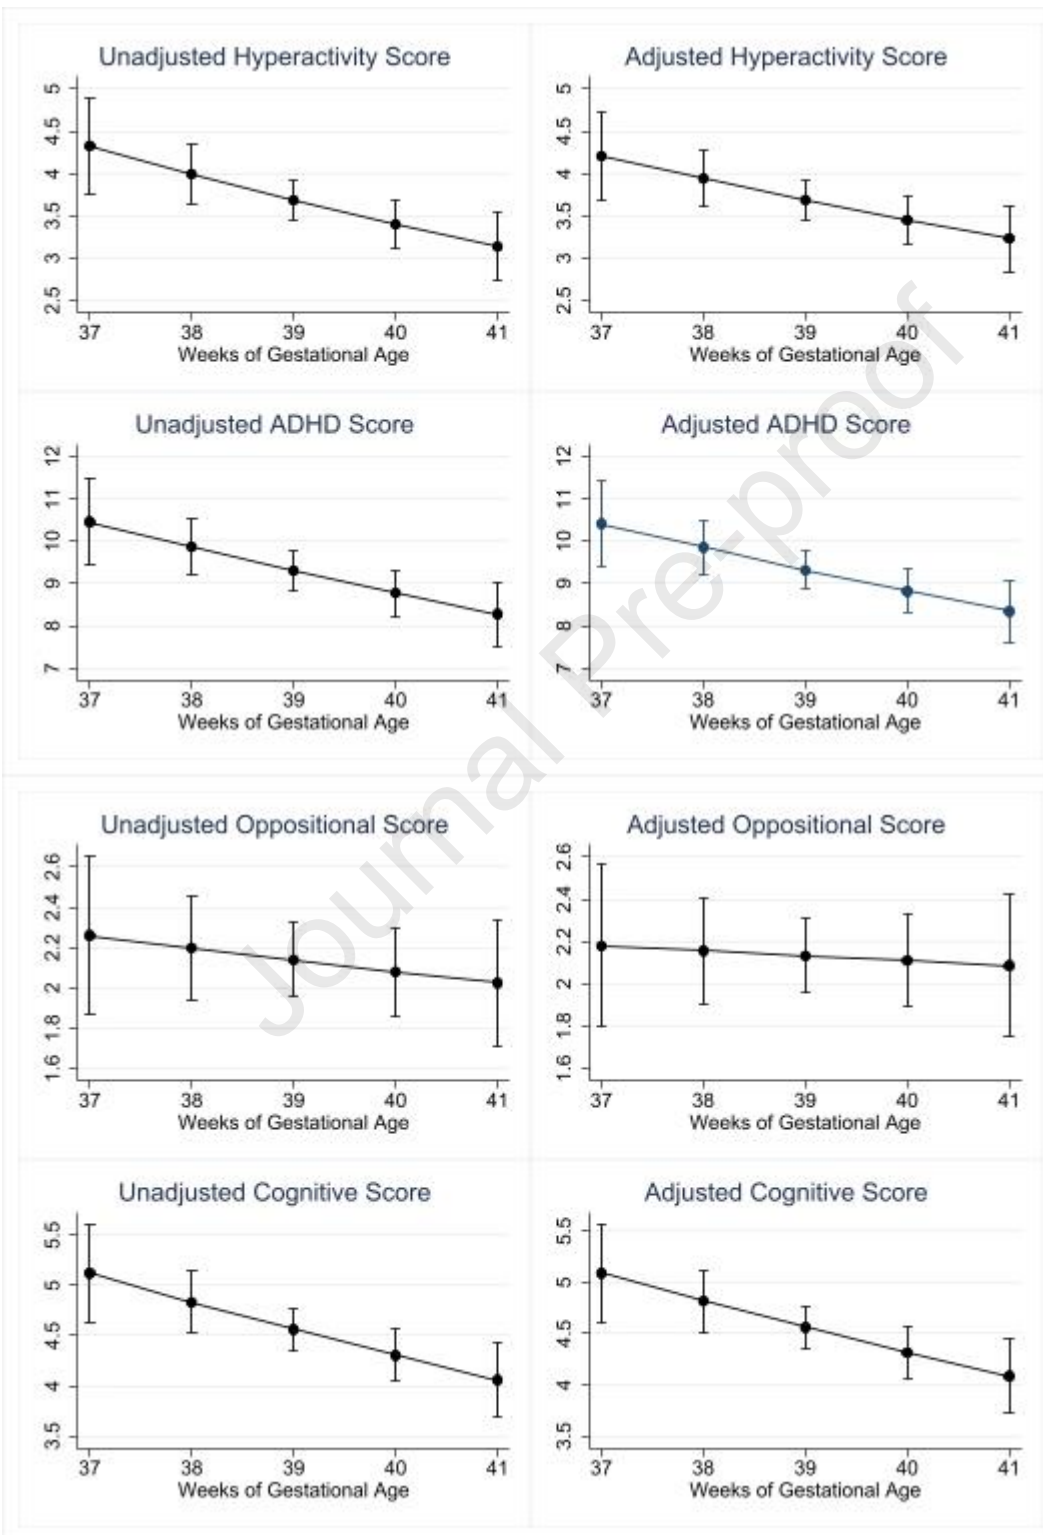 Unadjusted Hyperactivity Score
5
4.5
4
3.5
3
2.5
37 38 39 40 41
Weeks of Gestational Age
Adjusted Hyperactivity Score
5
4.5
4
3.5
3
2.5
37 38 39 40 41
Weeks of Gestational Age
Unadjusted ADHD Score
12
11
10
9
8
7
37 38 39 40 41
Weeks of Gestational Age
Adjusted ADHD Score
12
11
10
9
8
7
37 38 39 40 41
Weeks of Gestational Age
Unadjusted Oppositional Score
2.6
2.4
2.2
2
1.8
1.6
37 38 39 40 41
Weeks of Gestational Age
Adjusted Oppositional Score
2.6
2.4
2.2
2
1.8
1.6
37 38 39 40 41
Weeks of Gestational Age
Unadjusted Cognitive Score
5.5
5
4.5
4
3.5
37 38 39 40 41
Weeks of Gestational Age
Adjusted Cognitive Score
5.5
5
4.5
4
3.5
37 38 39 40 41
Weeks of Gestational Age
Journal Pre-proof